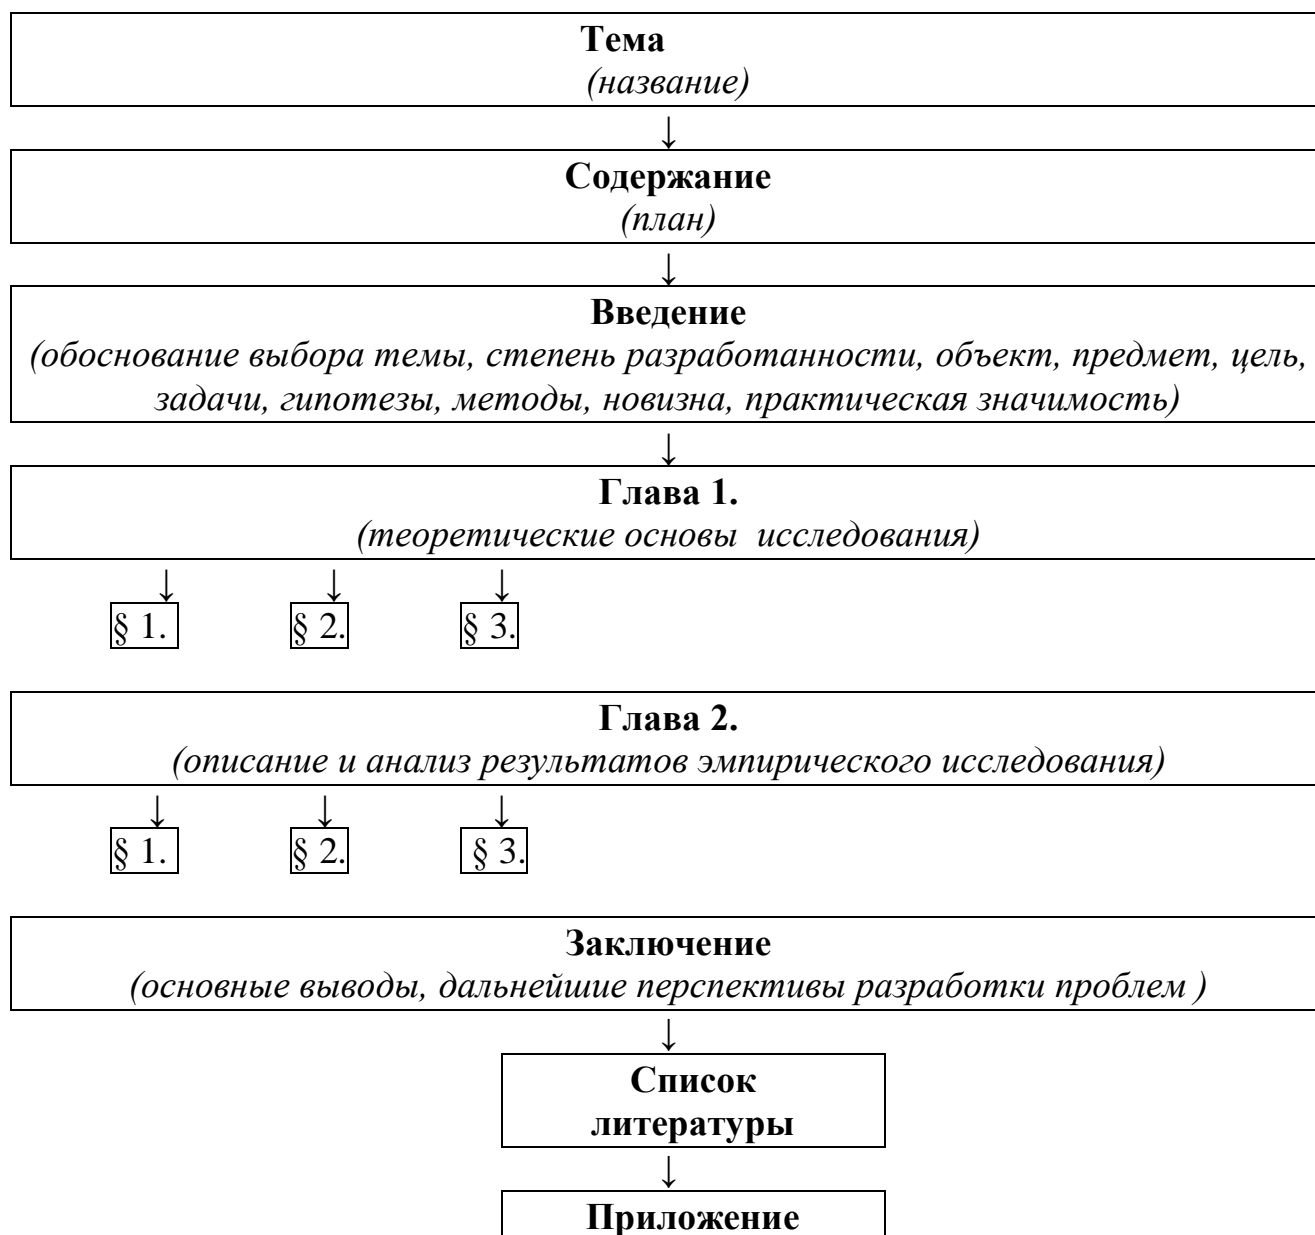 Тема
(название)
↓
Содержание
(план)
↓
Введение
(обоснование выбора темы, степень разработанности, объект, предмет, цель,
задачи, гипотезы, методы, новизна, практическая значимость)
↓
Глава 1.
(теоретические основы исследования)
↓ ↓ ↓
§ 1. § 2. § 3.
Глава 2.
(описание и анализ результатов эмпирического исследования)
↓ ↓ ↓
§ 1. § 2. § 3.
Заключение
(основные выводы, дальнейшие перспективы разработки проблем )
↓
Список
литературы
↓
Приложение